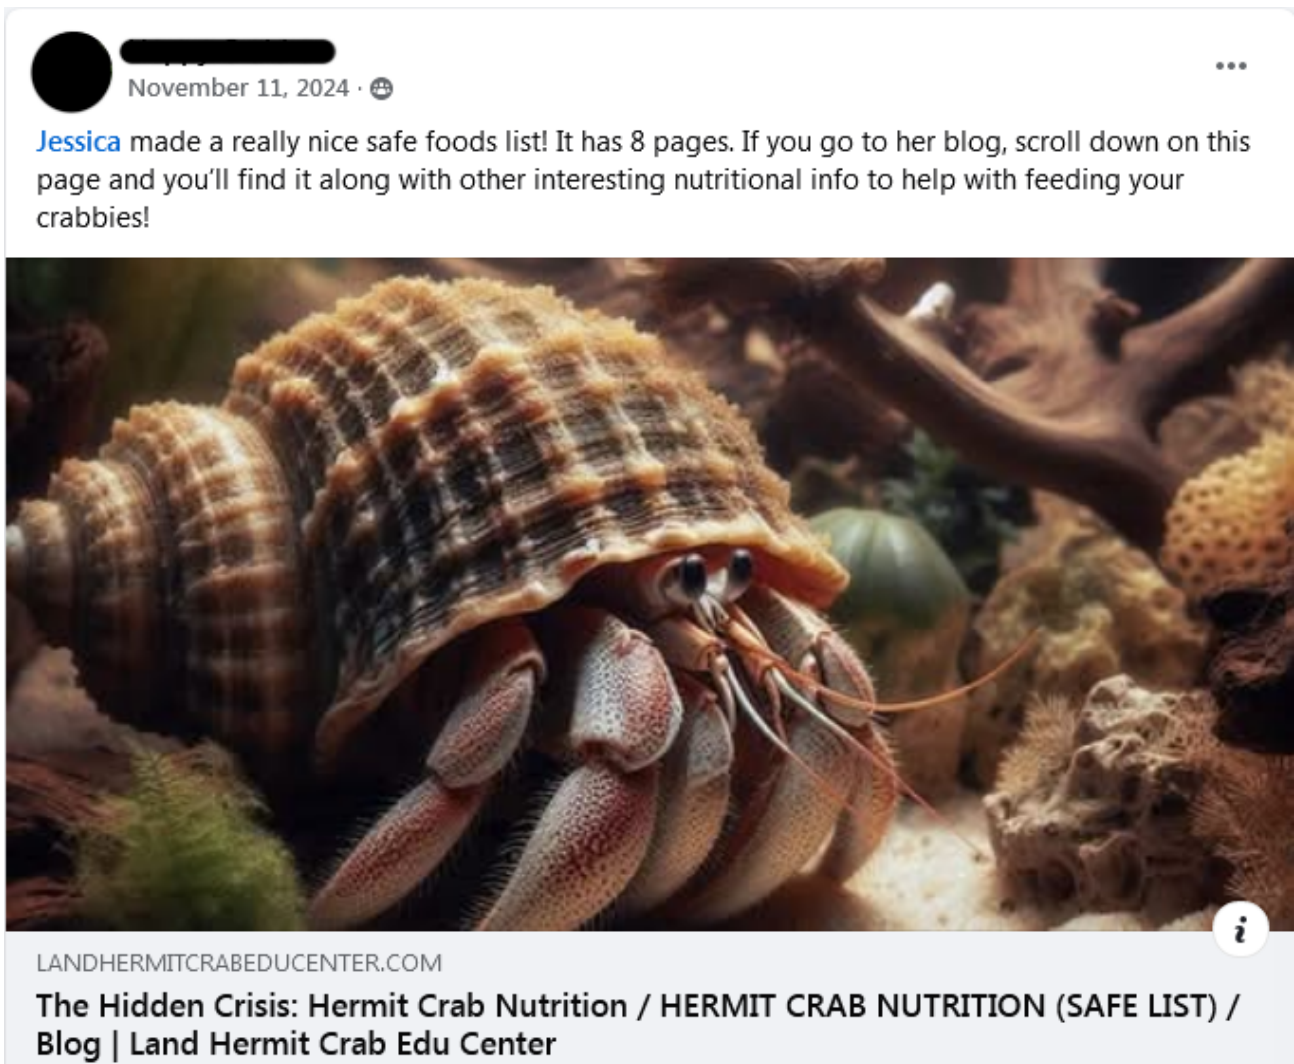 November 11, 2024 ·
Jessica made a really nice safe foods list! It has 8 pages. If you go to her blog, scroll down on this
page and you’ll find it along with other interesting nutritional info to help with feeding your
crabbies!
i
LANDHERMITCRABEDUCENTER.COM
The Hidden Crisis: Hermit Crab Nutrition / HERMIT CRAB NUTRITION (SAFE LIST) /
Blog | Land Hermit Crab Edu Center